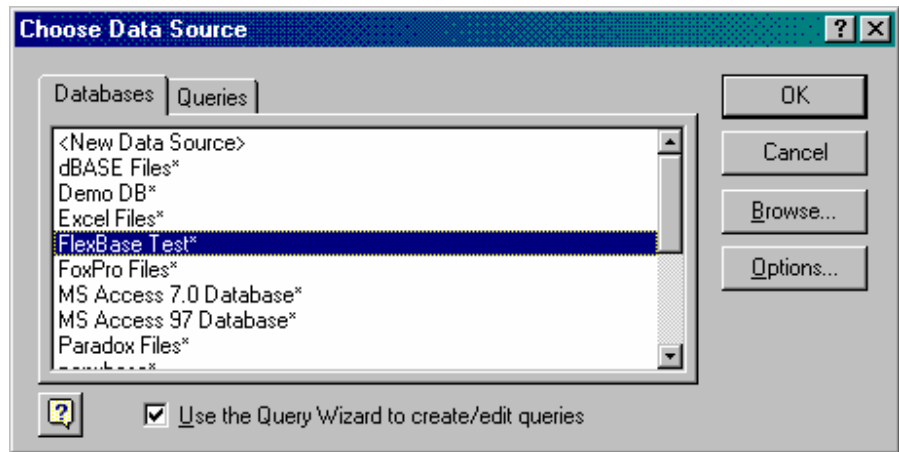 Choose Data Source
Databases Queries
<New Data Source>
dBASE Files*
Demo DB*
Excel Files*
FlexBase Test*
FoxPro Files*
MS Access 7.0 Database*
MS Access 97 Database*
Paradox Files*
OK
Cancel
Browse...
Options...
Use the Query Wizard to create/edit queries